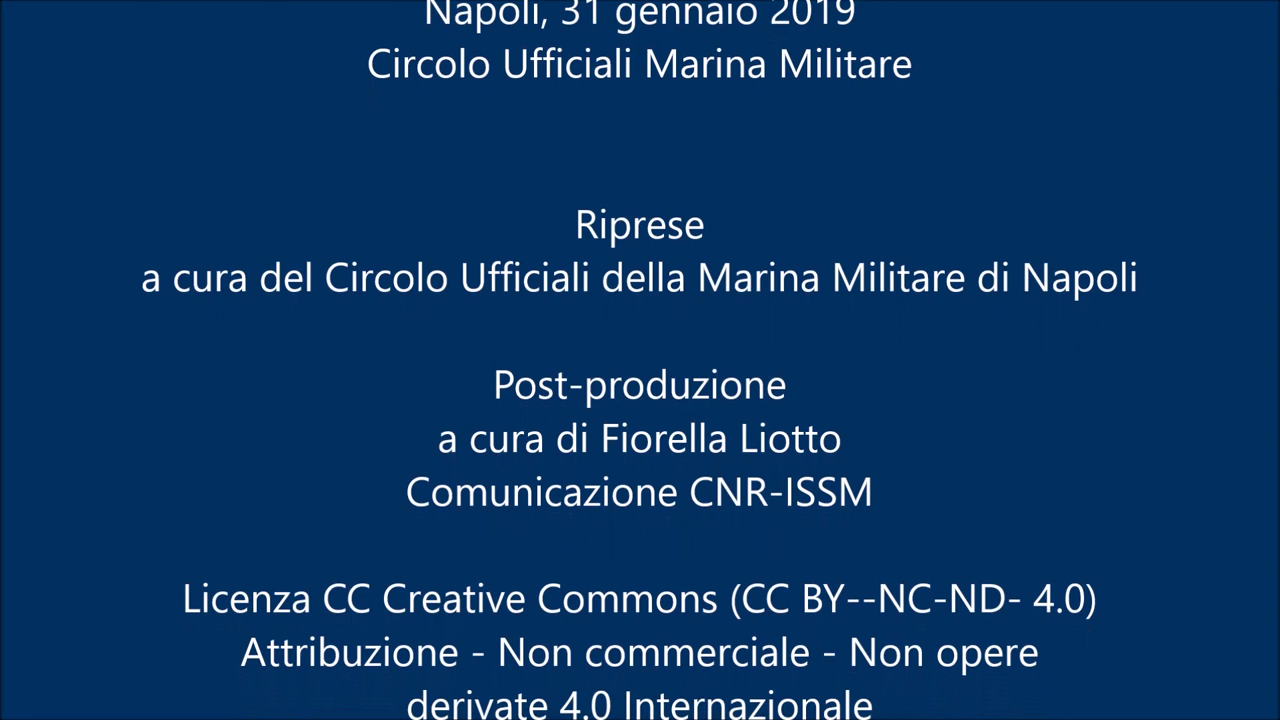 Napoli, 31 gennaio 2019
Circolo Ufficiali Marina Militare
Riprese
a cura del Circolo Ufficiali della Marina Militare di Napoli
Post-produzione
a cura di Fiorella Liotto
Comunicazione CNR-ISSM
Licenza CC Creative Commons (CC BY--NC-ND- 4.0)
Attribuzione - Non commerciale - Non opere
derivate 4.0 Internazionale